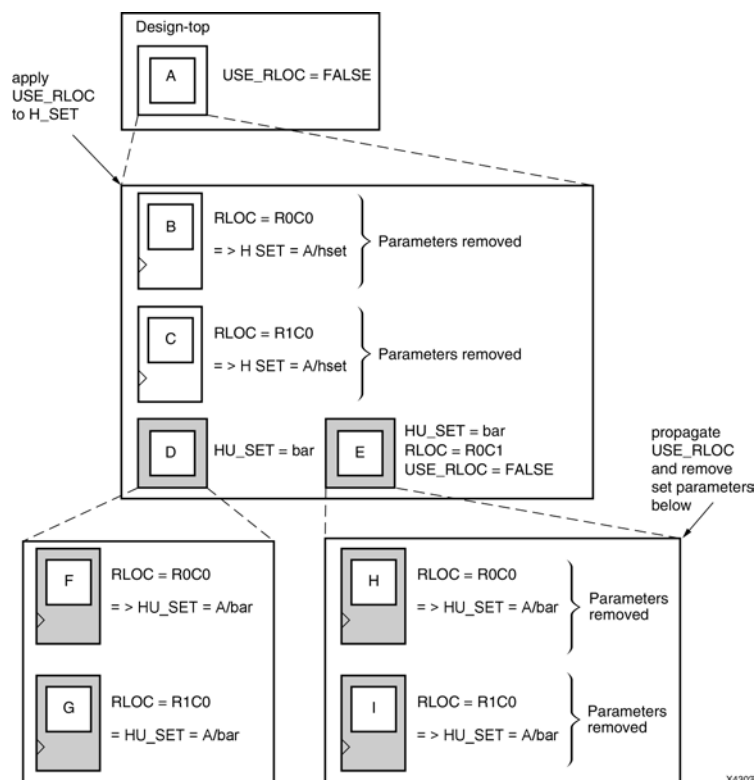 Design-top
A
USE_RLOC = FALSE
apply
USE_RLOC
to H_SET
B
RLOC = R0C0
= > H SET = A/hset
Parameters removed
C
RLOC = R1C0
= > H SET = A/hset
Parameters removed
D
HU_SET = bar
E
HU_SET = bar
RLOC = R0C1
USE_RLOC = FALSE
propagate
USE_RLOC
and remove
set parameters
below
F
RLOC = R0C0
= > HU_SET = A/bar
G
RLOC = R1C0
= HU_SET = A/bar
H
RLOC = R0C0
= > HU_SET = A/bar
Parameters
removed
I
RLOC = R1C0
= > HU_SET = A/bar
Parameters
removed